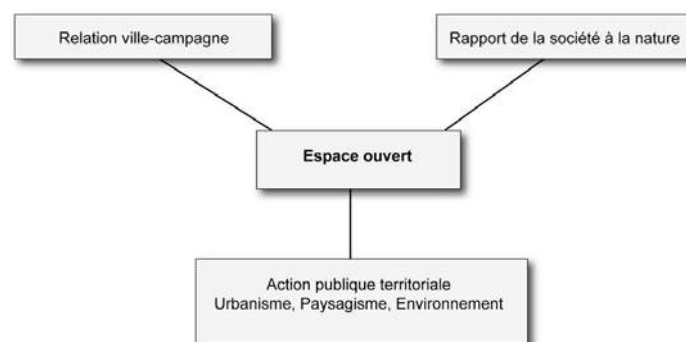 Relation ville-campagne
Rapport de la société à la nature
Espace ouvert
Action publique territoriale
Urbanisme, Paysagisme, Environnement